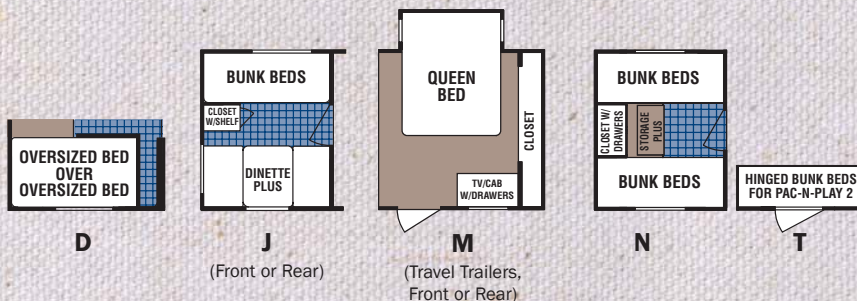 OVERSIZED BED
OVER
OVERSIZED BED
D
BUNK BEDS
CLOSET
W/SHELF
DINETTE
PLUS
J
(Front or Rear)
QUEEN
BED
CLOSET
TV/CAB
W/DRAWERS
M
(Travel Trailers,
Front or Rear)
BUNK BEDS
CLOSET W/
DRAWERS
STORAGE
PLUS
BUNK BEDS
N
HINGED BUNK BEDS
FOR PAC-N-PLAY 2
T